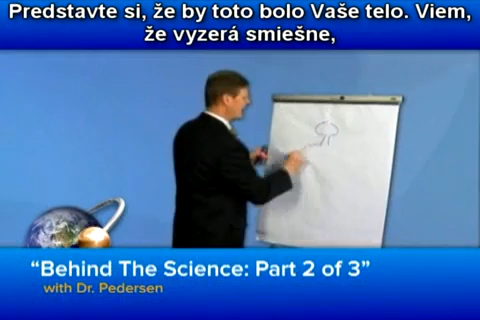 Predstavte si, že by toto bolo Vaše telo. Viem,
že vyzerá smiešne,
“Behind The Science: Part 2 of 3”
with Dr. Pedersen